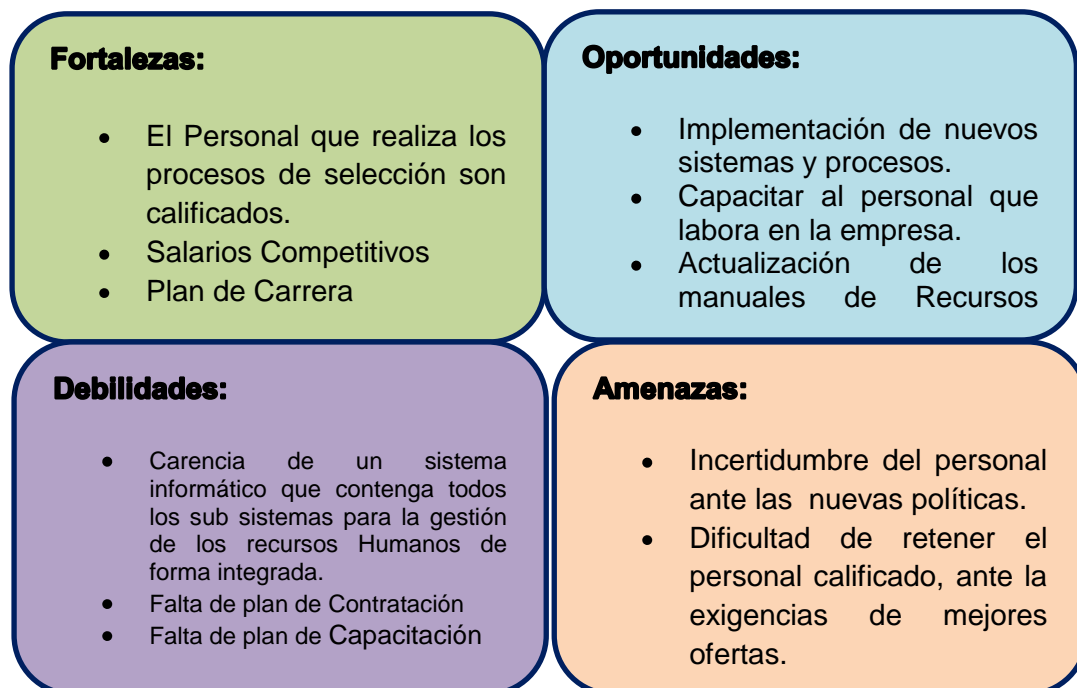 Fortalezas:
• El Personal que realiza los
procesos de selección son
calificados.
• Salarios Competitivos
• Plan de Carrera
Oportunidades:
• Implementación de nuevos
sistemas y procesos.
• Capacitar al personal que
labora en la empresa.
• Actualización de los
manuales de Recursos
Debilidades:
• Carencia de un sistema
informático que contenga todos
los sub sistemas para la gestión
de los recursos Humanos de
forma integrada.
• Falta de plan de Contratación
• Falta de plan de Capacitación
Amenazas:
• Incertidumbre del personal
ante las nuevas políticas.
• Dificultad de retener el
personal calificado, ante la
exigencias de mejores
ofertas.